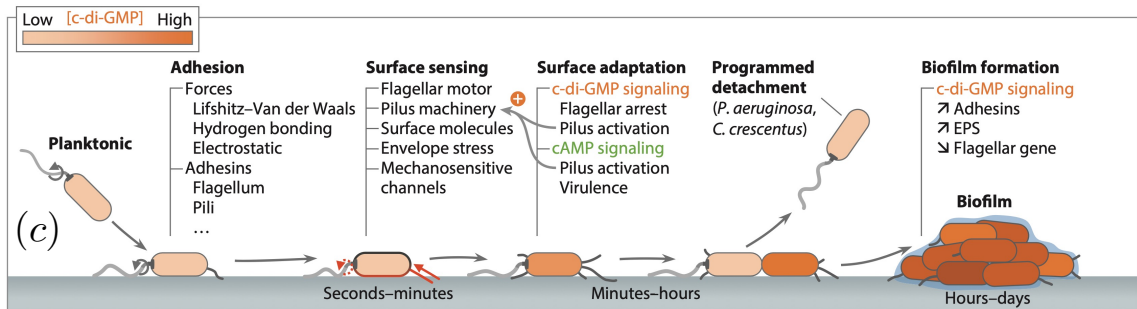 Low [c-di-GMP] High
Planktonic
Adhesion
Forces
Lifshitz–Van der Waals
Hydrogen bonding
Electrostatic
Adhesins
Flagellum
Pili
...
Surface sensing
Flagellar motor
Pilus machinery
Surface molecules
Envelope stress
Mechanosensitive
channels
+
Surface adaptation
c-di-GMP signaling
Flagellar arrest
Pilus activation
cAMP signaling
Pilus activation
Virulence
Programmed
detachment
(P. aeruginosa,
C. crescentus)
Biofilm formation
c-di-GMP signaling
↗ Adhesins
↗ EPS
↘ Flagellar gene
Biofilm
(c)
Seconds–minutes
Minutes–hours
Hours–days